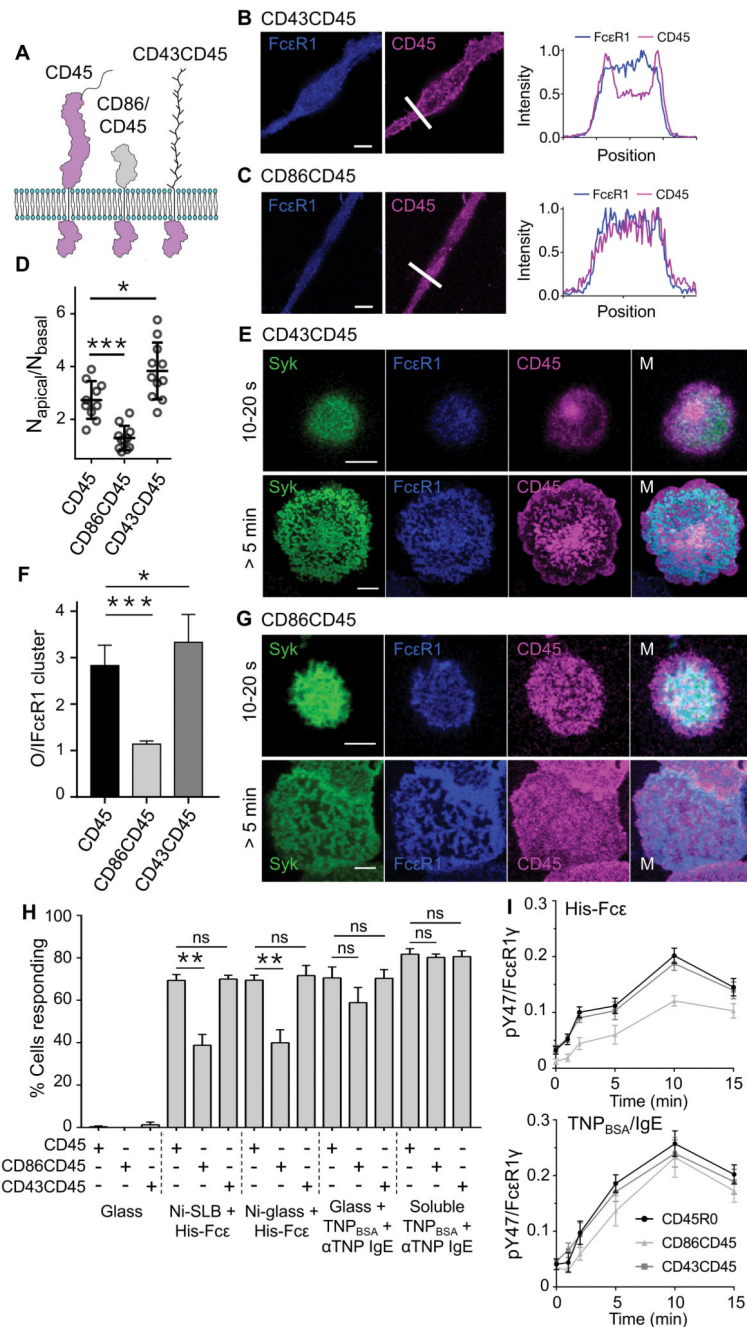 A
CD45
CD86/
CD45
CD43CD45
B CD43CD45
FcεR1
CD45
FcεR1 CD45
Intensity
1.0
0.5
0.0
Position
C CD86CD45
FcεR1
CD45
FcεR1 CD45
Intensity
1.0
0.5
0.0
Position
D
Napical/Nbasal
6
4
2
*
***
CD45
CD86CD45
CD43CD45
E CD43CD45
10-20 s
Syk FcεR1 CD45 M
> 5 min
Syk FcεR1 CD45 M
F
O/IFcεR1 cluster
4
3
2
1
0
*
***
CD45
CD86CD45
CD43CD45
G CD86CD45
10-20 s
Syk FcεR1 CD45 M
> 5 min
Syk FcεR1 CD45 M
H
% Cells responding
100
80
60
40
20
0
ns ns ns ns
** ** ns ns
CD45 + - - + - - + - - + - - + - -
CD86CD45 - + - - + - - + - - + - - + -
CD43CD45 - - + - - + - - + - - + - - +
Glass
Ni-SLB +
His-Fcε
Ni-glass +
His-Fcε
Glass +
TNPBSA +
αTNP IgE
Soluble
TNPBSA +
αTNP IgE
I
His-Fcε
pY47/FcεR1γ
0.3
0.2
0.1
0
0 5 10 15
Time (min)
TNPBSA/IgE
pY47/FcεR1γ
0.3
0.2
0.1
0
CD45R0
CD86CD45
CD43CD45
0 5 10 15
Time (min)